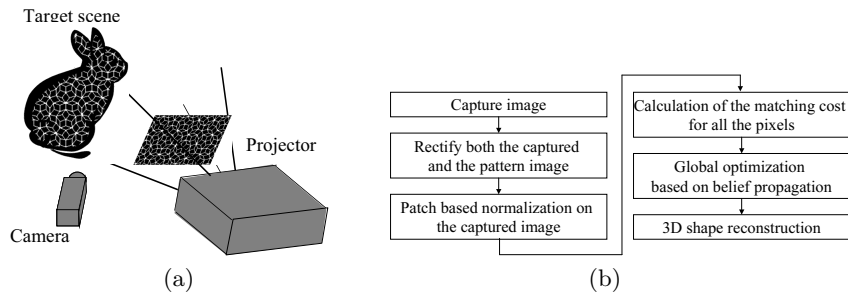 Target scene
Projector
Camera
(a)
Capture image
Rectify both the captured
and the pattern image
Patch based normalization on
the captured image
Calculation of the matching cost
for all the pixels
Global optimization
based on belief propagation
3D shape reconstruction
(b)